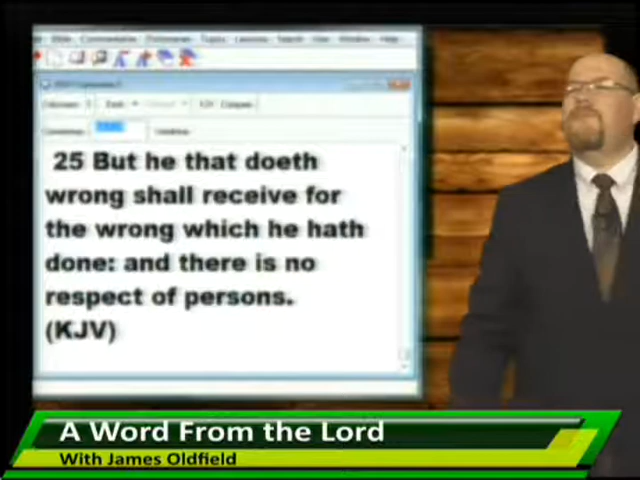 25 But he that doeth
wrong shall receive for
the wrong which he hath
done: and there is no
respect of persons.
(KJV)
A Word From the Lord
With James Oldfield